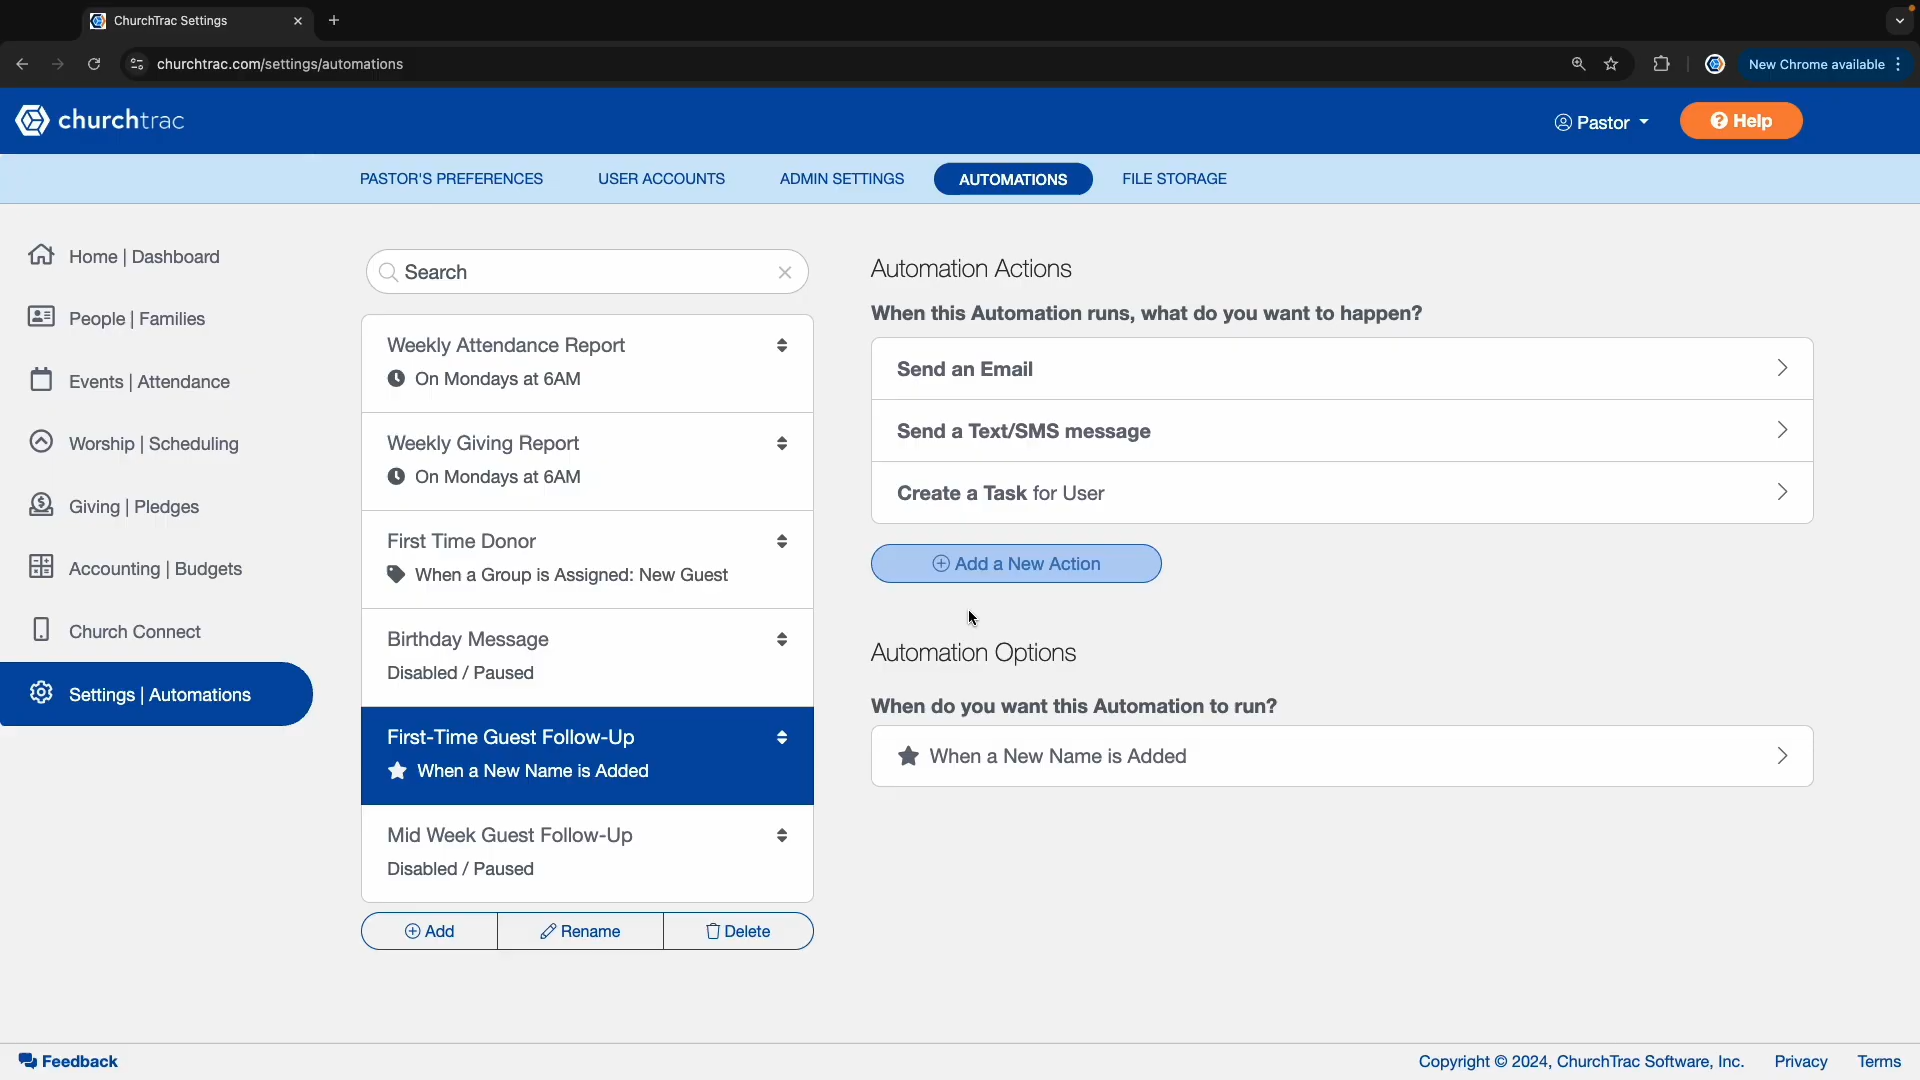 ChurchTrac Settings
churchtrac.com/settings/automations
New Chrome available
churchtrac
Pastor
Help
PASTOR'S PREFERENCES
USER ACCOUNTS
ADMIN SETTINGS
AUTOMATIONS
FILE STORAGE
Home | Dashboard
People | Families
Events | Attendance
Worship | Scheduling
Giving | Pledges
Accounting | Budgets
Church Connect
Settings | Automations
Search
Weekly Attendance Report
On Mondays at 6AM
Weekly Giving Report
On Mondays at 6AM
First Time Donor
When a Group is Assigned: New Guest
Birthday Message
Disabled / Paused
First-Time Guest Follow-Up
When a New Name is Added
Mid Week Guest Follow-Up
Disabled / Paused
Add
Rename
Delete
Automation Actions
When this Automation runs, what do you want to happen?
Send an Email
Send a Text/SMS message
Create a Task for User
Add a New Action
Automation Options
When do you want this Automation to run?
When a New Name is Added
Feedback
Copyright © 2024, ChurchTrac Software, Inc.
Privacy
Terms